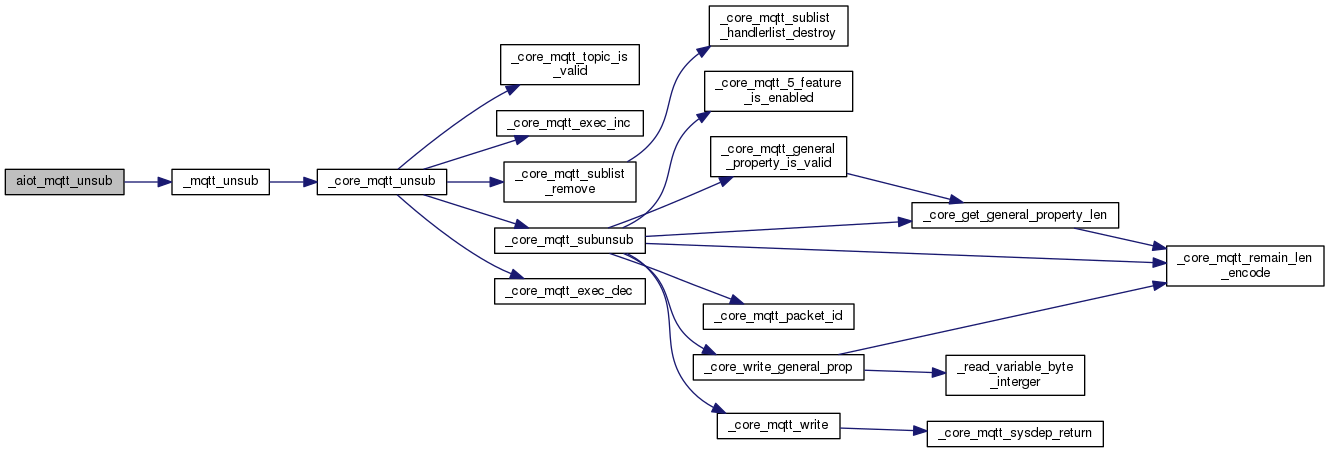 aiot_mqtt_unsub
_mqtt_unsub
_core_mqtt_unsub
_core_mqtt_topic_is
_valid
_core_mqtt_exec_inc
_core_mqtt_sublist
_remove
_core_mqtt_subunsub
_core_mqtt_exec_dec
_core_mqtt_sublist
_handlerlist_destroy
_core_mqtt_5_feature
_is_enabled
_core_mqtt_general
_property_is_valid
_core_get_general_property_len
_core_mqtt_remain_len
_encode
_core_mqtt_packet_id
_core_write_general_prop
_read_variable_byte
_interger
_core_mqtt_write
_core_mqtt_sysdep_return